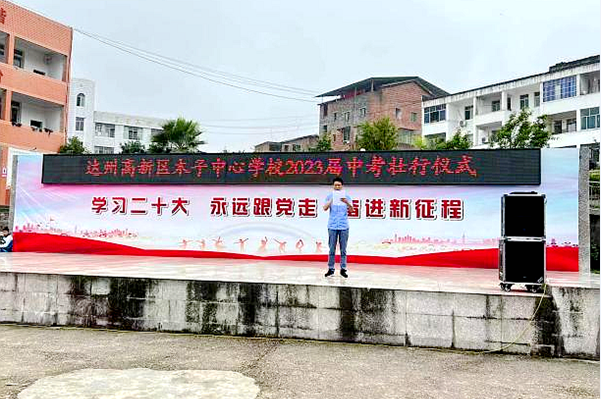 达州高新区木子中心学校2023届中考壮行仪式
学习二十大 永远跟党走 奋进新征程